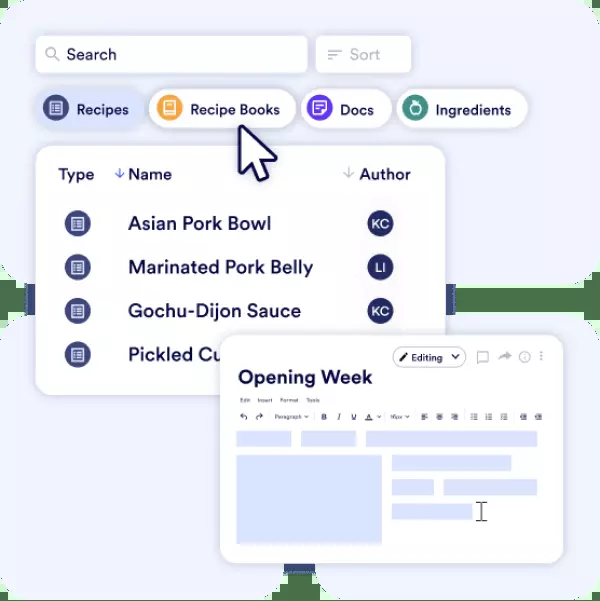 Search
Sort
Recipes
Recipe Books
Docs
Ingredients
Type
Name
Author
Asian Pork Bowl
KC
Marinated Pork Belly
LI
Gochu-Dijon Sauce
KC
Pickled Cu
Editing
Opening Week
Edit Insert Format Tools
Paragraph B I U A 16px